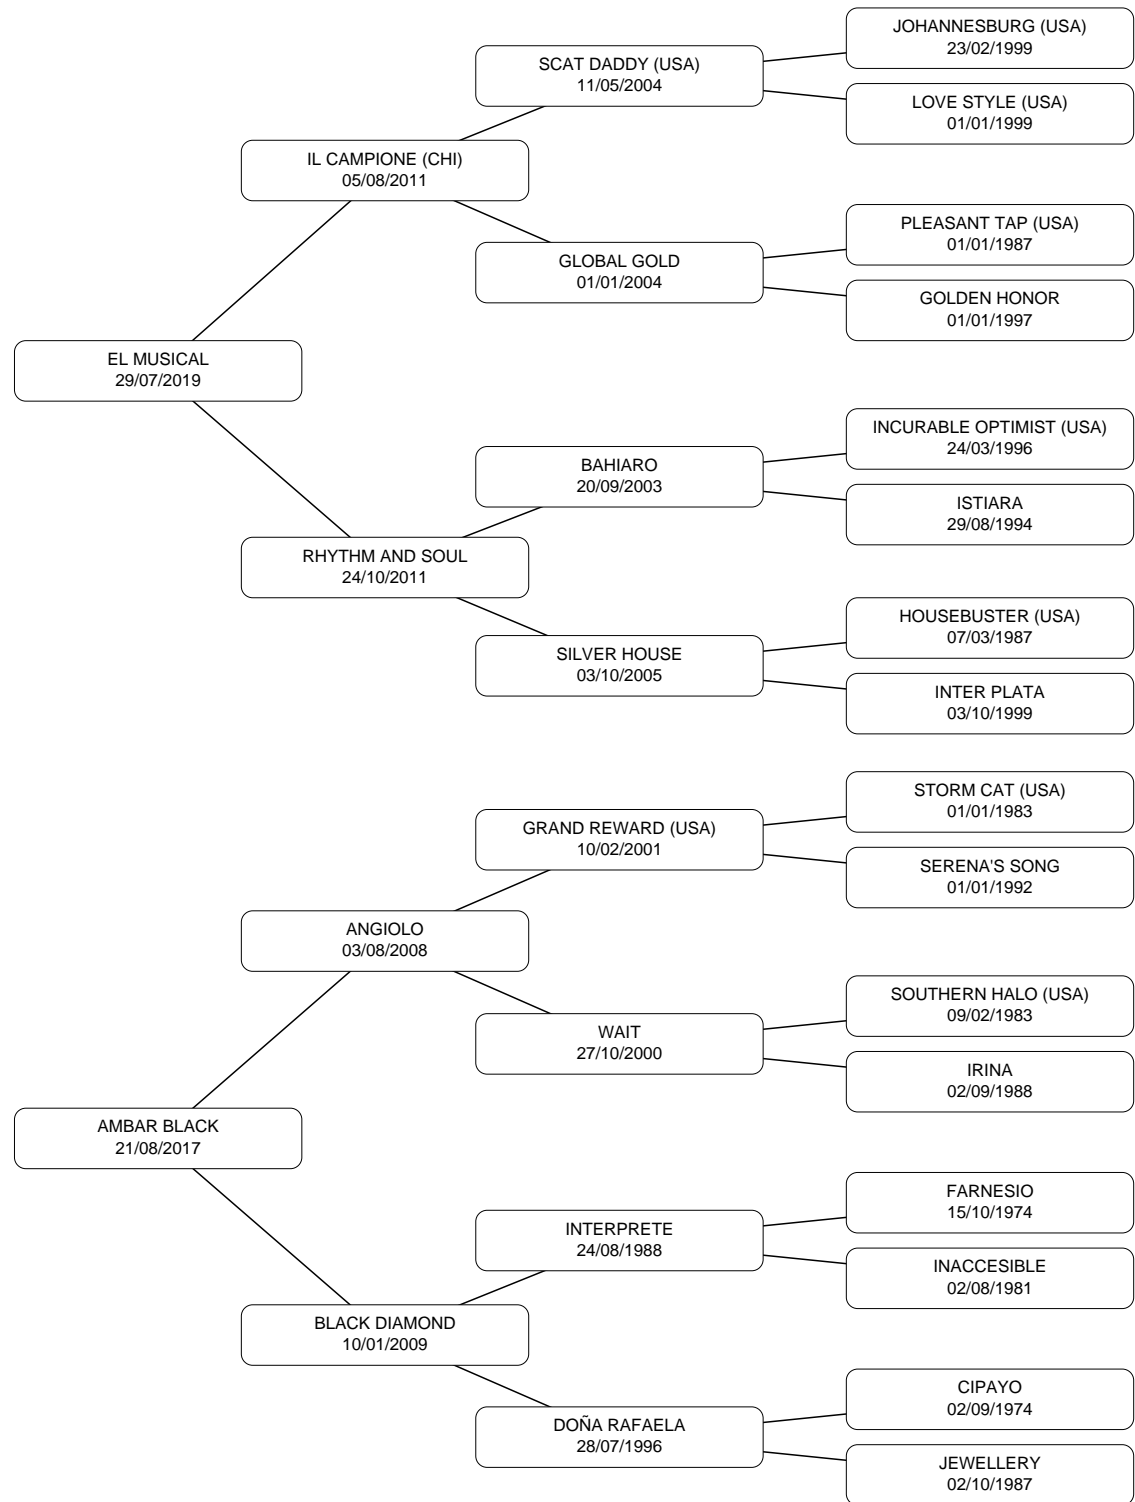 JOHANNESBURG (USA)
23/02/1999
SCAT DADDY (USA)
11/05/2004
LOVE STYLE (USA)
01/01/1999
IL CAMPIONE (CHI)
05/08/2011
PLEASANT TAP (USA)
01/01/1987
GLOBAL GOLD
01/01/2004
GOLDEN HONOR
01/01/1997
EL MUSICAL
29/07/2019
INCURABLE OPTIMIST (USA)
24/03/1996
BAHIARO
20/09/2003
ISTIARA
29/08/1994
RHYTHM AND SOUL
24/10/2011
HOUSEBUSTER (USA)
07/03/1987
SILVER HOUSE
03/10/2005
INTER PLATA
03/10/1999
STORM CAT (USA)
01/01/1983
GRAND REWARD (USA)
10/02/2001
SERENA'S SONG
01/01/1992
ANGIOLO
03/08/2008
SOUTHERN HALO (USA)
09/02/1983
WAIT
27/10/2000
IRINA
02/09/1988
AMBAR BLACK
21/08/2017
FARNESIO
15/10/1974
INTERPRETE
24/08/1988
INACCESIBLE
02/08/1981
BLACK DIAMOND
10/01/2009
CIPAYO
02/09/1974
DOÑA RAFAELA
28/07/1996
JEWELLERY
02/10/1987